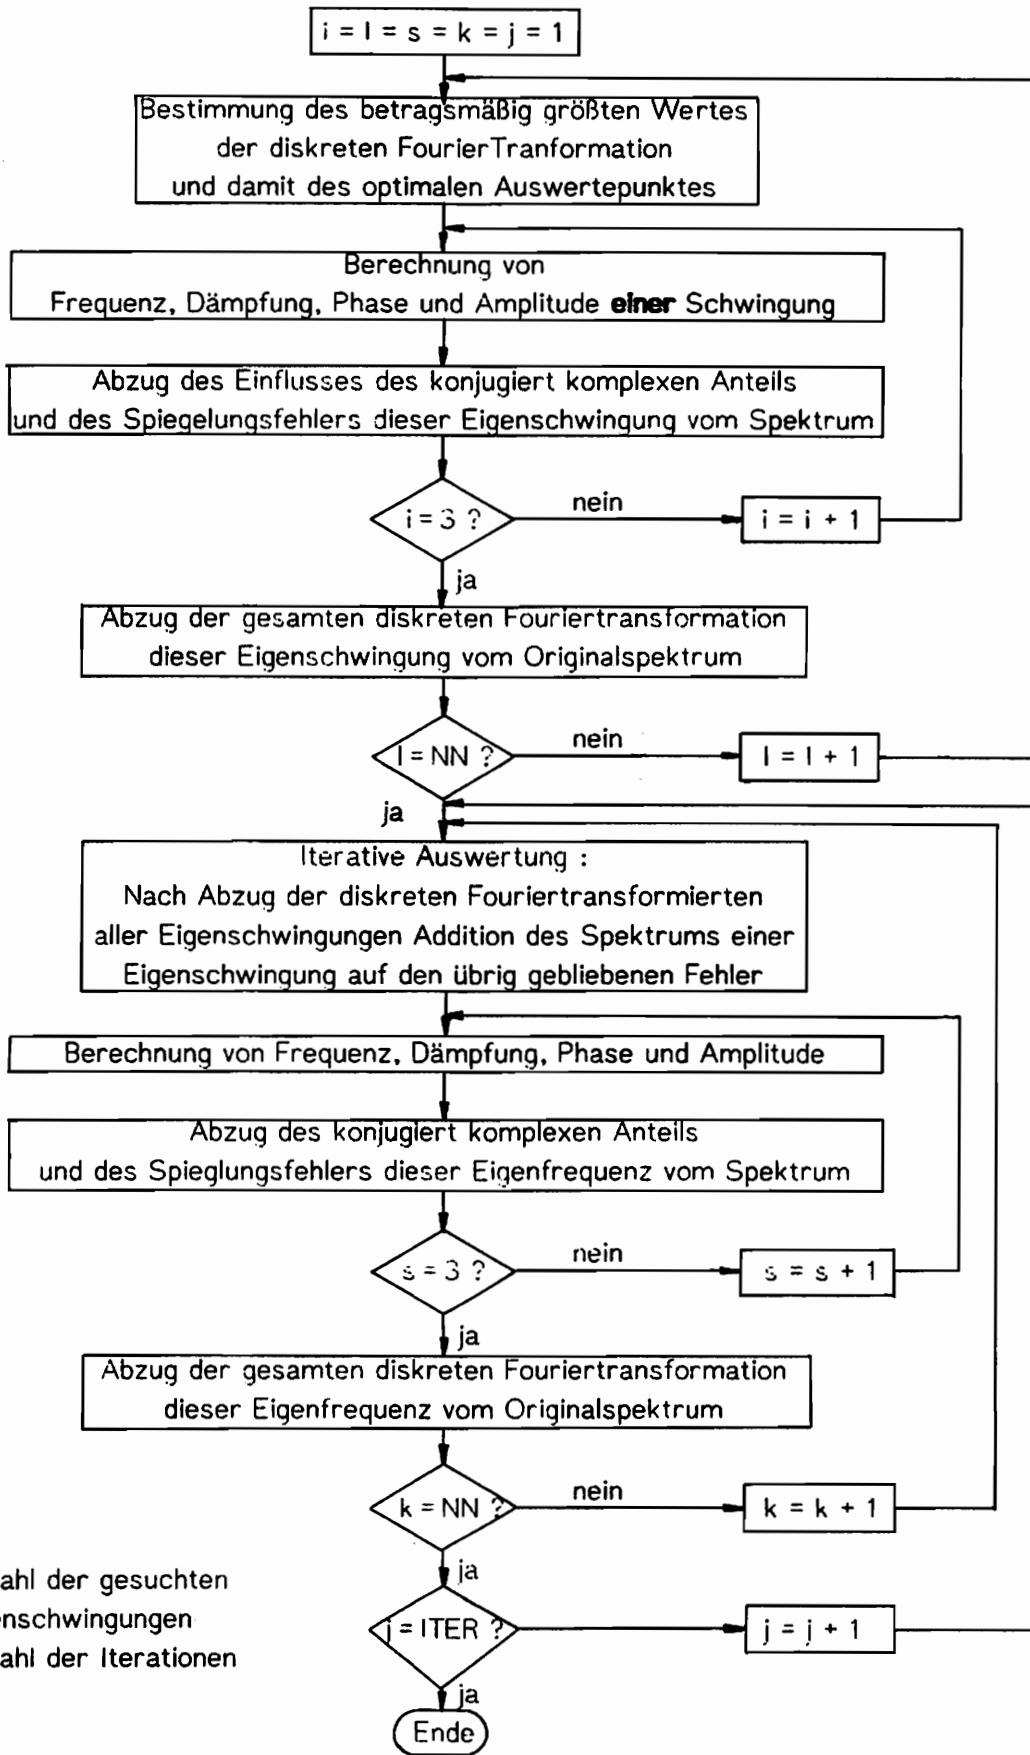 i = l = s = k = j = 1
Bestimmung des betragsmäßig größten Wertes
der diskreten FourierTranformation
und damit des optimalen Auswertepunktes
Berechnung von
Frequenz, Dämpfung, Phase und Amplitude einer Schwingung
Abzug des Einflusses des konjugiert komplexen Anteils
und des Spiegelungsfehlers dieser Eigenschwingung vom Spektrum
i = 3 ?
nein
i = i + 1
ja
Abzug der gesamten diskreten Fouriertransformation
dieser Eigenschwingung vom Originalspektrum
l = NN ?
nein
l = l + 1
ja
Iterative Auswertung :
Nach Abzug der diskreten Fouriertransformierten
aller Eigenschwingungen Addition des Spektrums einer
Eigenschwingung auf den übrig gebliebenen Fehler
Berechnung von Frequenz, Dämpfung, Phase und Amplitude
Abzug des konjugiert komplexen Anteils
und des Spieglungsfehlers dieser Eigenfrequenz vom Spektrum
s = 3 ?
nein
s = s + 1
ja
Abzug der gesamten diskreten Fouriertransformation
dieser Eigenfrequenz vom Originalspektrum
k = NN ?
nein
k = k + 1
ja
ahl der gesuchten
enschwingungen
ahl der Iterationen
j = ITER ?
j = j + 1
ja
Ende